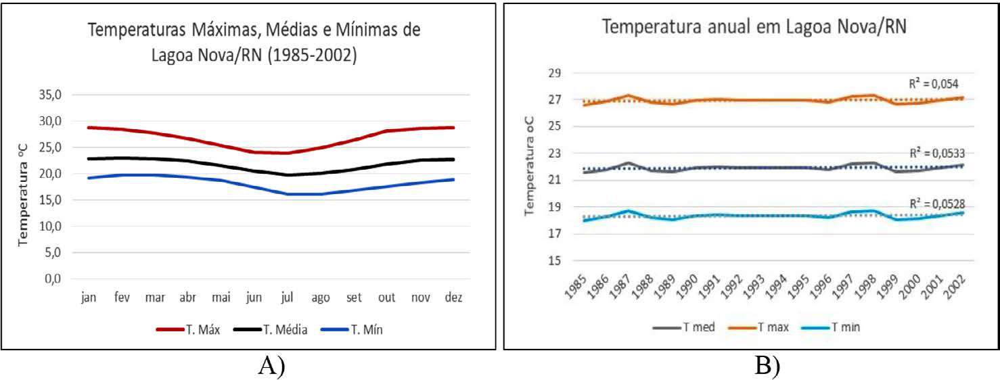 Temperaturas Máximas, Médias e Mínimas de
Lagoa Nova/RN (1985-2002)
Temperatura ºC
35,0
30,0
25,0
20,0
15,0
10,0
5,0
0,0
jan fev mar abr mai jun jul ago set out nov dez
T. Máx T. Média T. Mín
A)
Temperatura anual em Lagoa Nova/RN
Temperatura oC
29
27
25
23
21
19
17
15
R² = 0,054
R² = 0,0533
R² = 0,0528
1985 1986 1987 1988 1989 1990 1991 1992 1993 1994 1995 1996 1997 1998 1999 2000 2001 2002
T med T max T min
B)